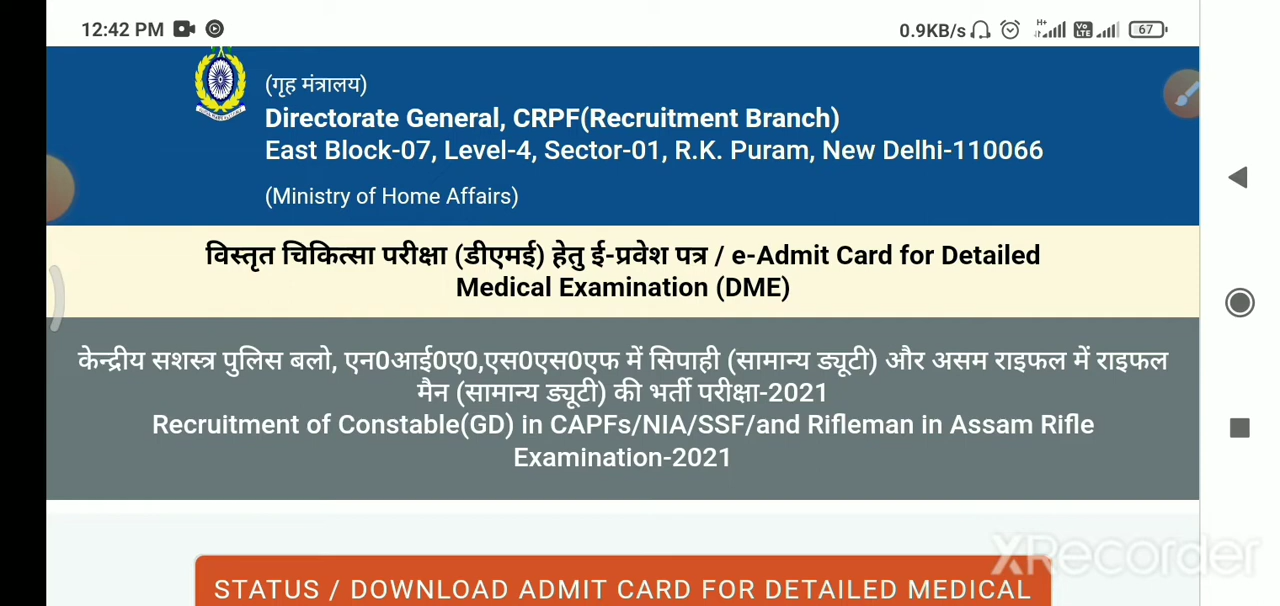 12:42 PM
0.9KB/s H+ Vo LTE 67
(गृह मंत्रालय)
Directorate General, CRPF(Recruitment Branch)
East Block-07, Level-4, Sector-01, R.K. Puram, New Delhi-110066
(Ministry of Home Affairs)
विस्तृत चिकित्सा परीक्षा (डीएमई) हेतु ई-प्रवेश पत्र / e-Admit Card for Detailed
Medical Examination (DME)
केन्द्रीय सशस्त्र पुलिस बलो, एन0आई0ए0,एस0एस0एफ में सिपाही (सामान्य ड्यूटी) और असम राइफल में राइफल
मैन (सामान्य ड्यूटी) की भर्ती परीक्षा-2021
Recruitment of Constable(GD) in CAPFs/NIA/SSF/and Rifleman in Assam Rifle
Examination-2021
STATUS / DOWNLOAD ADMIT CARD FOR DETAILED MEDICAL
XRecorder